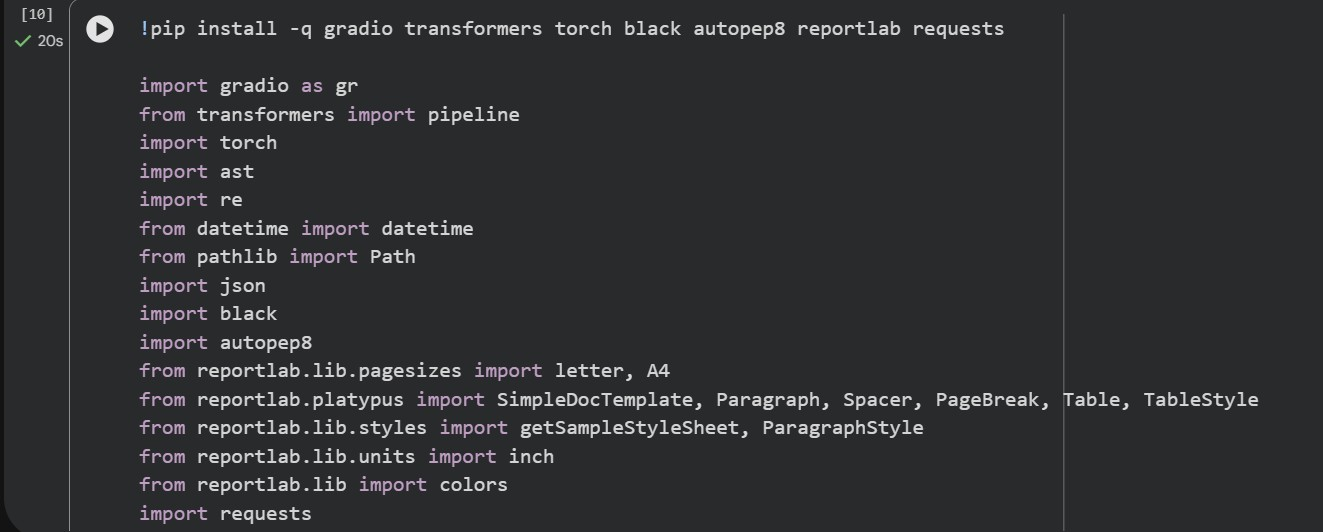 [10]
20s
!pip install -q gradio transformers torch black autopep8 reportlab requests
import gradio as gr
from transformers import pipeline
import torch
import ast
import re
from datetime import datetime
from pathlib import Path
import json
import black
import autopep8
from reportlab.lib.pagesizes import letter, A4
from reportlab.platypus import SimpleDocTemplate, Paragraph, Spacer, PageBreak, Table, TableStyle
from reportlab.lib.styles import getSampleStyleSheet, ParagraphStyle
from reportlab.lib.units import inch
from reportlab.lib import colors
import requests